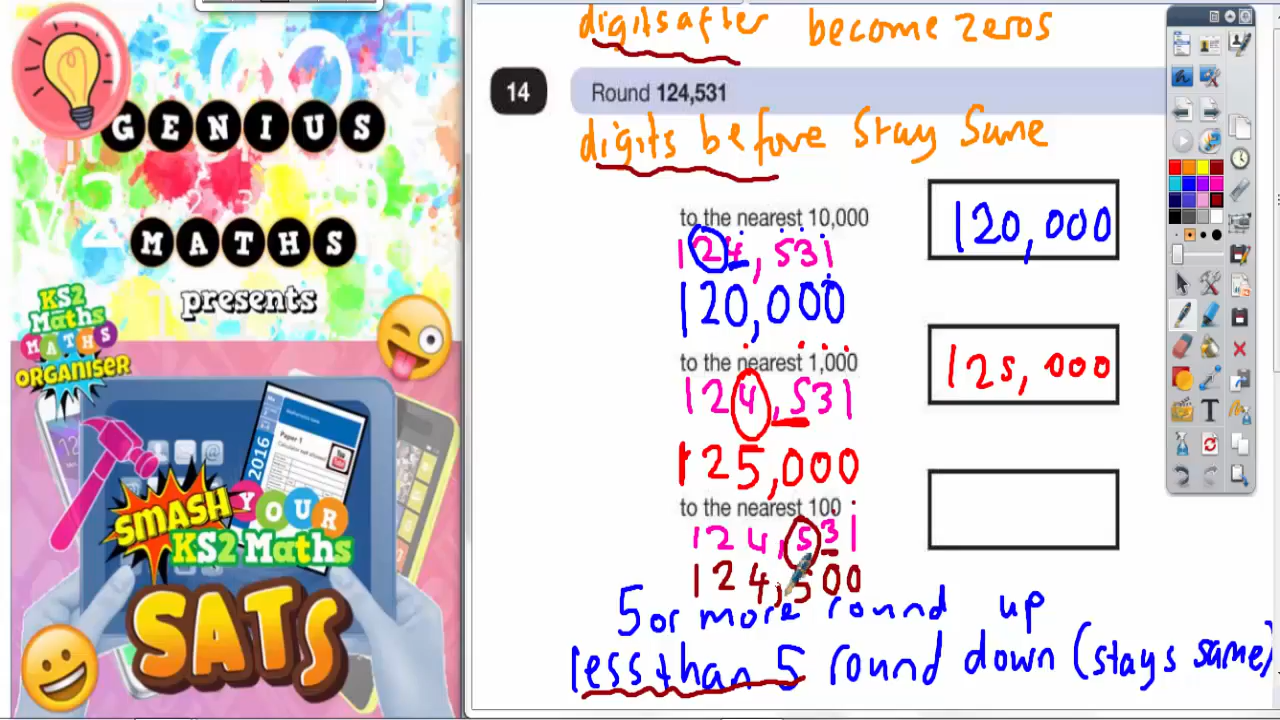 GENIUS
MATHS
presents
KS2
Maths
MATHS
ORGANISER
2016
Paper 1
SMASH YOUR
KS2 Maths
SATS
digits after become zeros
14 Round 124,531
digits before Stay Same
to the nearest 10,000
124,531
120,000
120,000
to the nearest 1,000
124,531
125,000
125,000
to the nearest 100
124,531
124,500
5 or more round up
less than 5 round down (stays same)